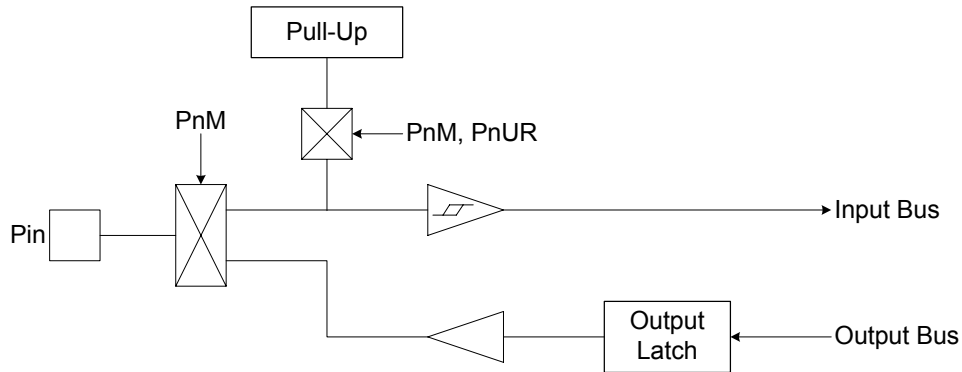 Pull-Up
PnM
PnM, PnUR
Pin
Input Bus
Output
Latch
Output Bus